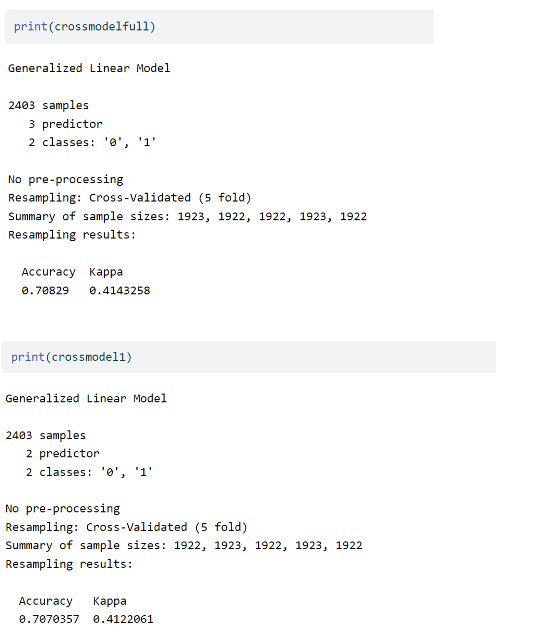 print(crossmodelfull)
Generalized Linear Model
2403 samples
3 predictor
2 classes: '0', '1'
No pre-processing
Resampling: Cross-Validated (5 fold)
Summary of sample sizes: 1923, 1922, 1922, 1923, 1922
Resampling results:
Accuracy Kappa
0.70829 0.4143258
print(crossmodel1)
Generalized Linear Model
2403 samples
2 predictor
2 classes: '0', '1'
No pre-processing
Resampling: Cross-Validated (5 fold)
Summary of sample sizes: 1922, 1923, 1922, 1923, 1922
Resampling results:
Accuracy Kappa
0.7070357 0.4122061